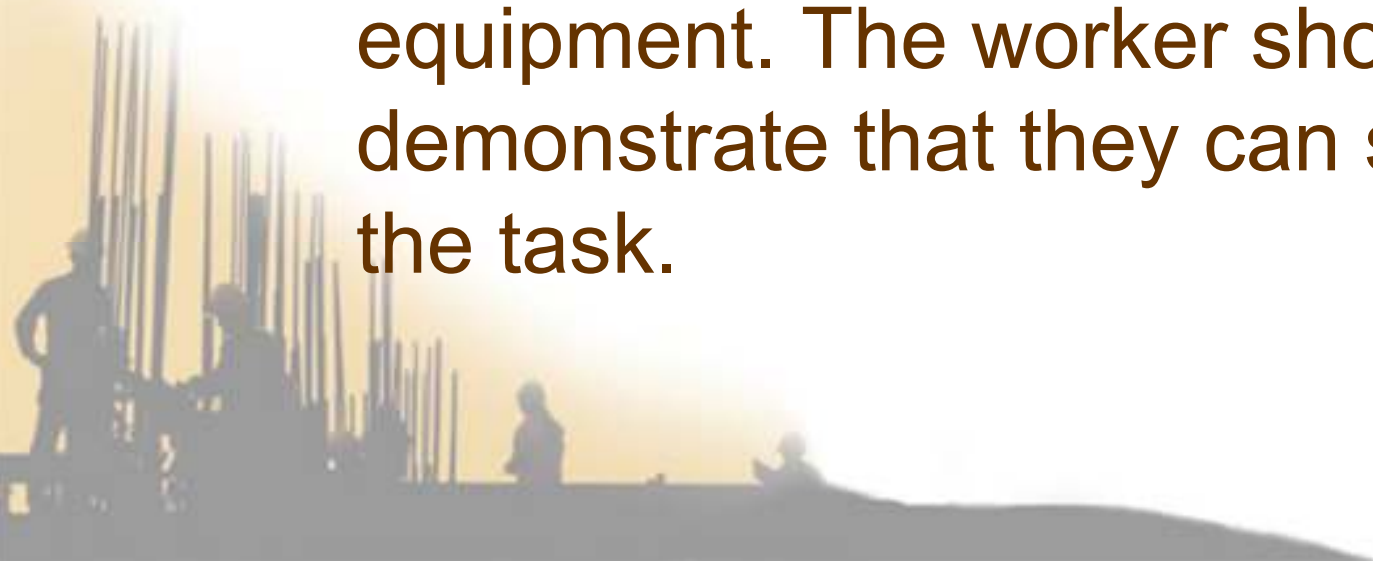 equipment. The worker sho
demonstrate that they can s
the task.